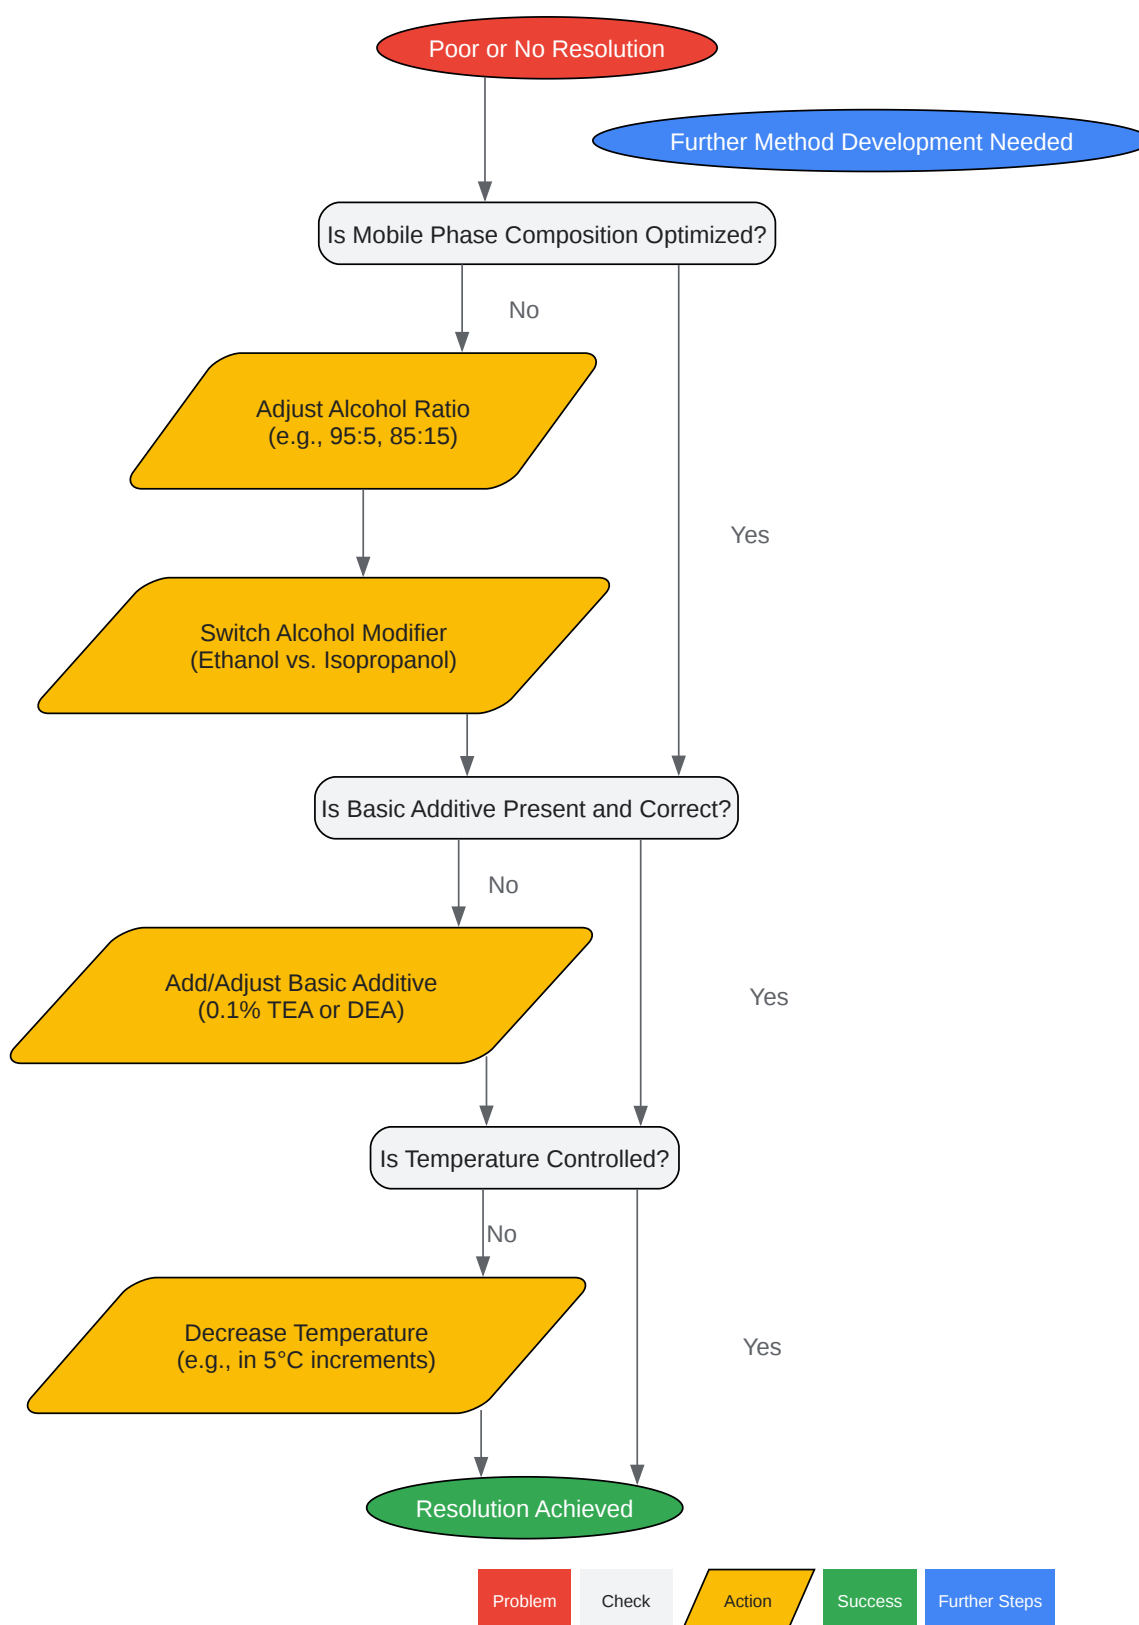 Poor or No Resolution
Further Method Development Needed
Is Mobile Phase Composition Optimized?
No
Adjust Alcohol Ratio
(e.g., 95:5, 85:15)
Yes
Switch Alcohol Modifier
(Ethanol vs. Isopropanol)
Is Basic Additive Present and Correct?
No
Add/Adjust Basic Additive
(0.1% TEA or DEA)
Yes
Is Temperature Controlled?
No
Decrease Temperature
(e.g., in 5°C increments)
Yes
Resolution Achieved
Problem
Check
Action
Success
Further Steps